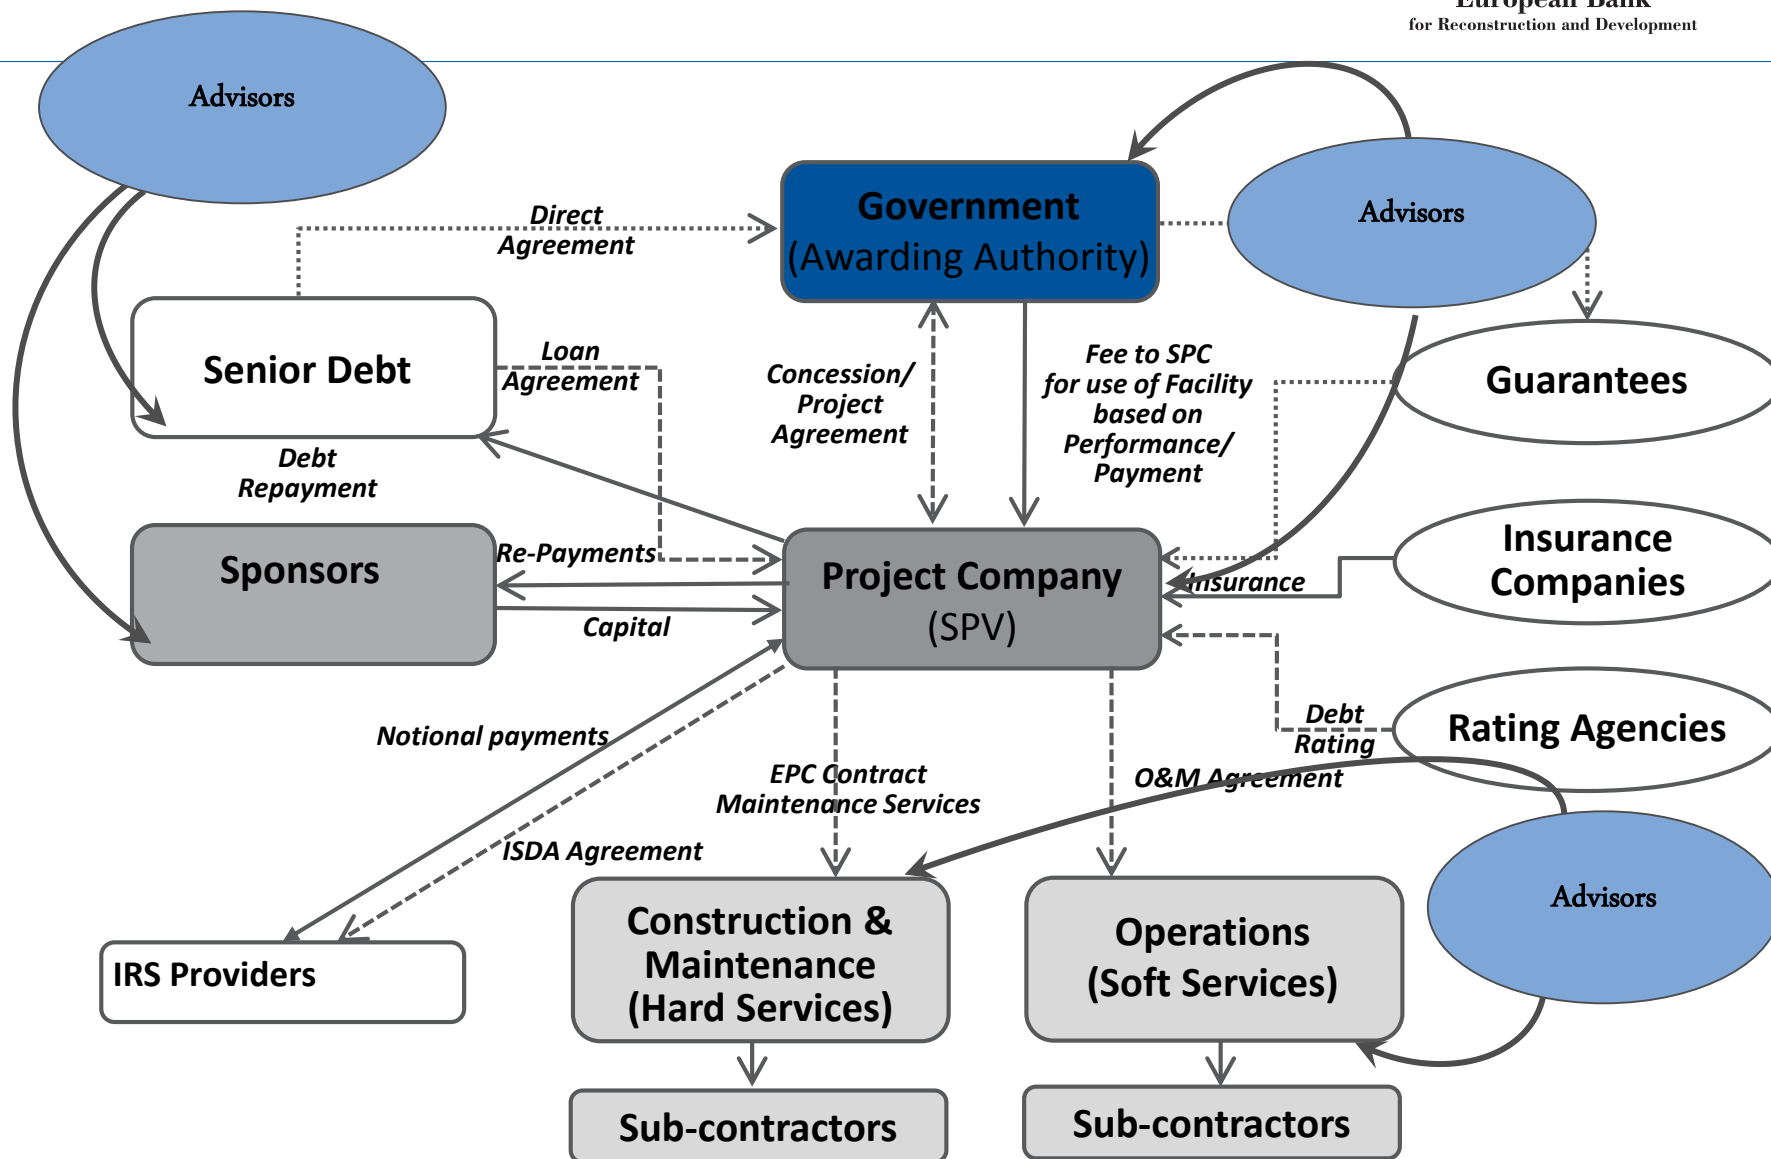 European Bank
for Reconstruction and Development
Advisors
Government
(Awarding Authority)
Advisors
Direct
Agreement
Senior Debt
Loan
Agreement
Concession/
Project
Agreement
Fee to SPC
for use of Facility
based on
Performance/
Payment
Guarantees
Debt
Repayment
Sponsors
Re-Payments
Capital
Project Company
(SPV)
Insurance
Insurance
Companies
Notional payments
EPC Contract
Maintenance Services
O&M Agreement
Debt
Rating
Rating Agencies
ISDA Agreement
IRS Providers
Construction &
Maintenance
(Hard Services)
Operations
(Soft Services)
Advisors
Sub-contractors
Sub-contractors